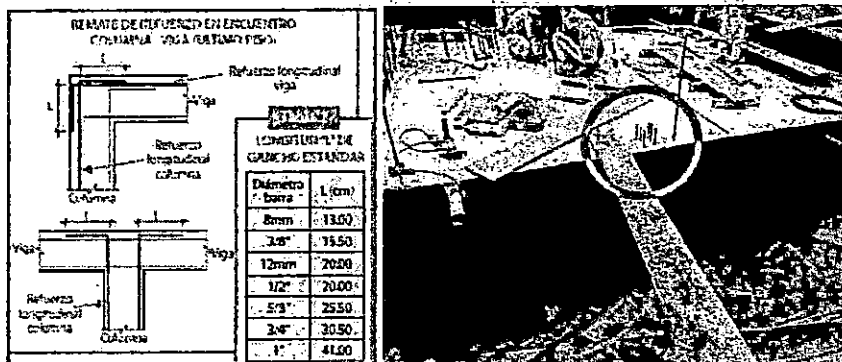 REMATE DE REFUERZO EN ENCUENTRO
COLUMNA - VIGA (ULTIMO PISO)
L
Refuerzo longitudinal
viga
Viga
L
Refuerzo
longitudinal
columna
Columna
L
L
Viga
Viga
Refuerzo
longitudinal
columna
Columna
LONGITUD "L" DE
GANCHO ESTÁNDAR
Diámetro
barra
L (cm)
8mm 13.00
3/8" 15.50
12mm 20.00
1/2" 20.00
5/8" 25.50
3/4" 30.50
1" 41.00